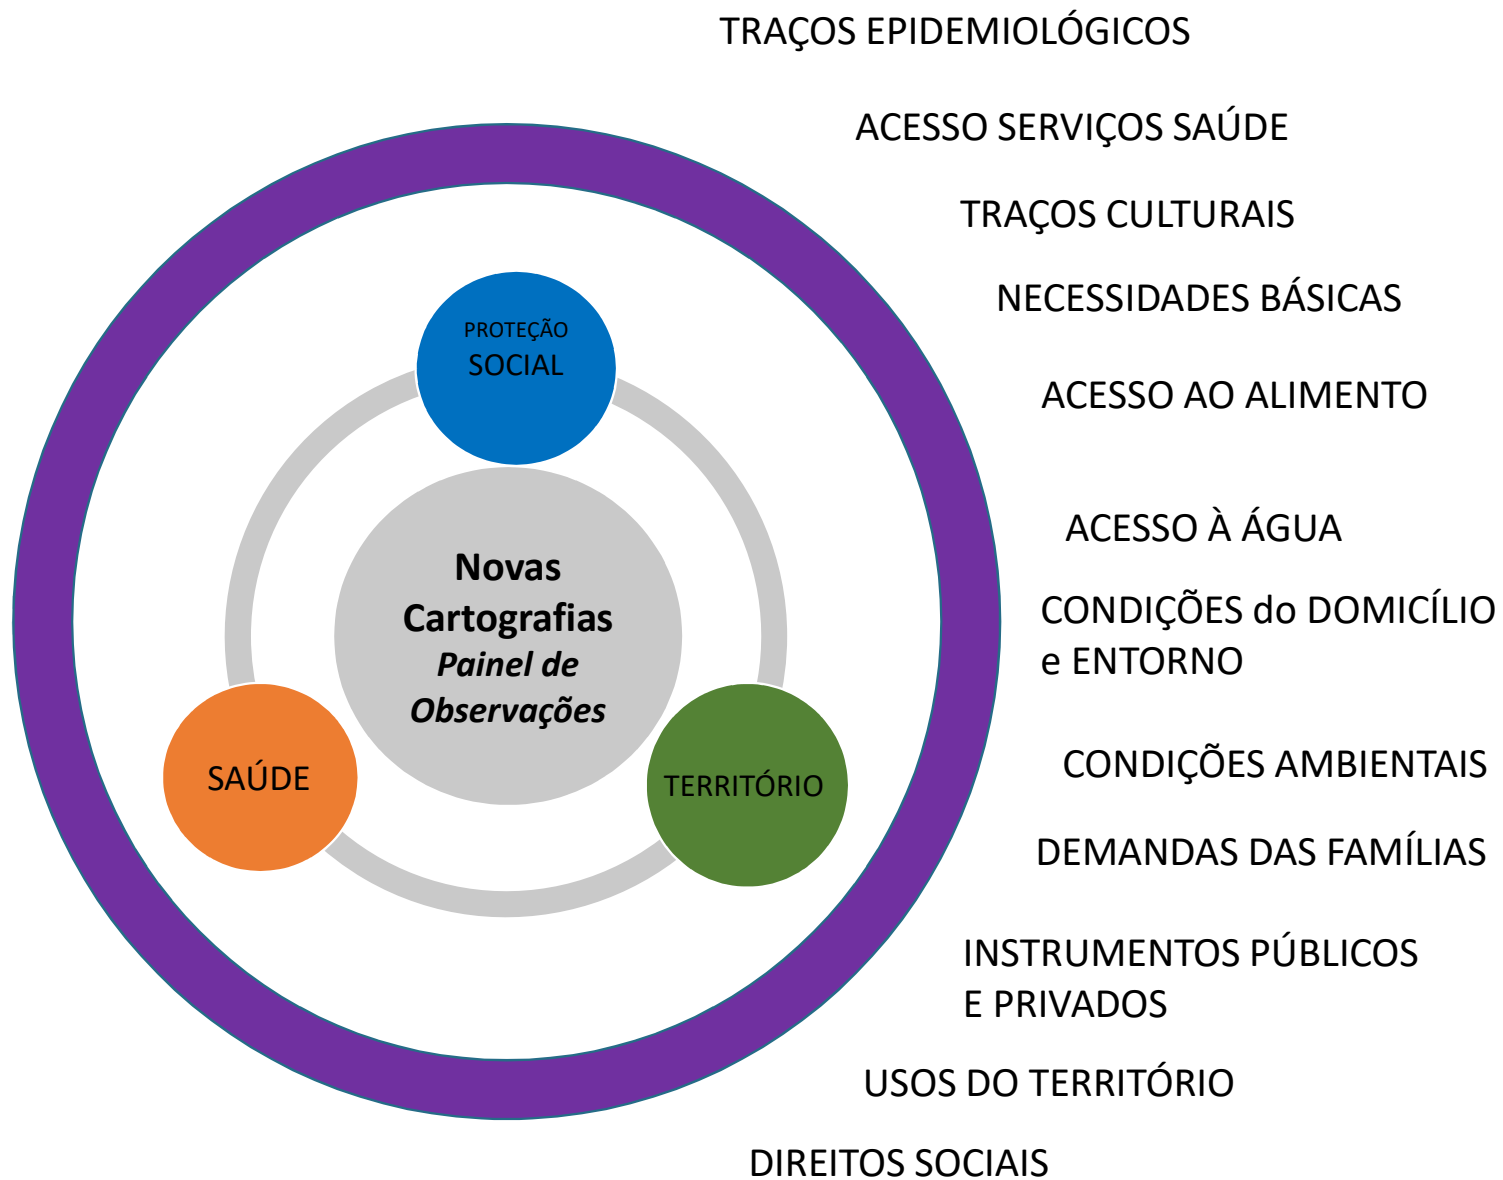 TRAÇOS EPIDEMIOLÓGICOS
ACESSO SERVIÇOS SAÚDE
TRAÇOS CULTURAIS
NECESSIDADES BÁSICAS
ACESSO AO ALIMENTO
ACESSO À ÁGUA
CONDIÇÕES do DOMICÍLIO
e ENTORNO
CONDIÇÕES AMBIENTAIS
DEMANDAS DAS FAMÍLIAS
INSTRUMENTOS PÚBLICOS
E PRIVADOS
USOS DO TERRITÓRIO
DIREITOS SOCIAIS
PROTEÇÃO
SOCIAL
Novas
Cartografias
Painel de
Observações
SAÚDE
TERRITÓRIO